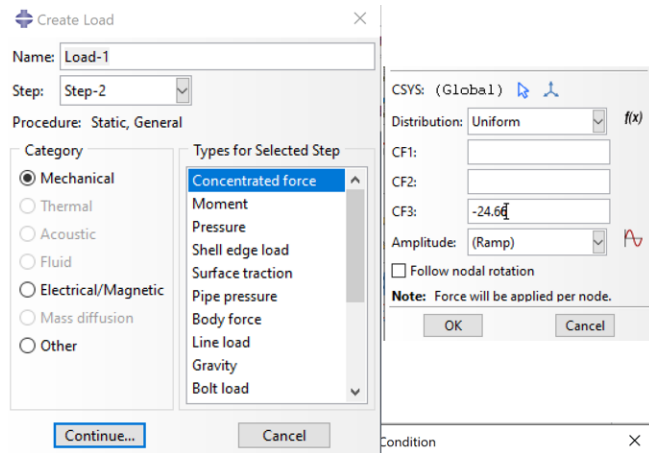 Create Load
Name: Load-1
Step: Step-2
Procedure: Static, General
Category
Mechanical
Thermal
Acoustic
Fluid
Electrical/Magnetic
Mass diffusion
Other
Types for Selected Step
Concentrated force
Moment
Pressure
Shell edge load
Surface traction
Pipe pressure
Body force
Line load
Gravity
Bolt load
Continue...
Cancel
CSYS: (Global)
Distribution: Uniform f(x)
CF1:
CF2:
CF3: -24.66
Amplitude: (Ramp)
Follow nodal rotation
Note: Force will be applied per node.
OK
Cancel
Condition